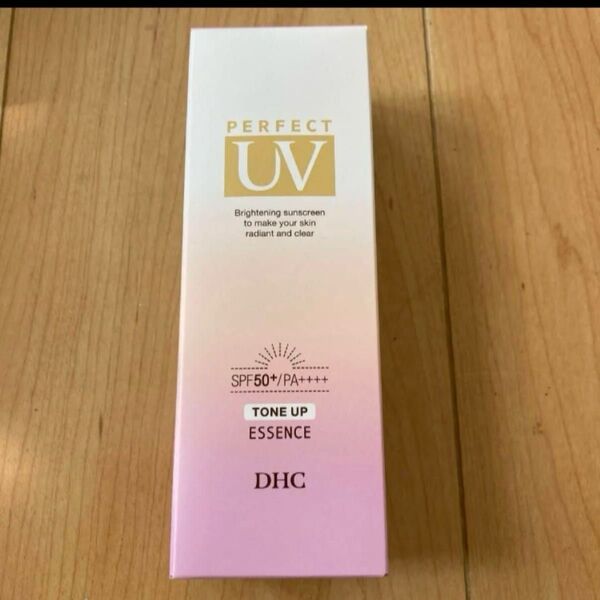 PERFECT
UV
Brightening sunscreen
to make your skin
radiant and clear
SPF50+/PA++++
TONE UP
ESSENCE
DHC